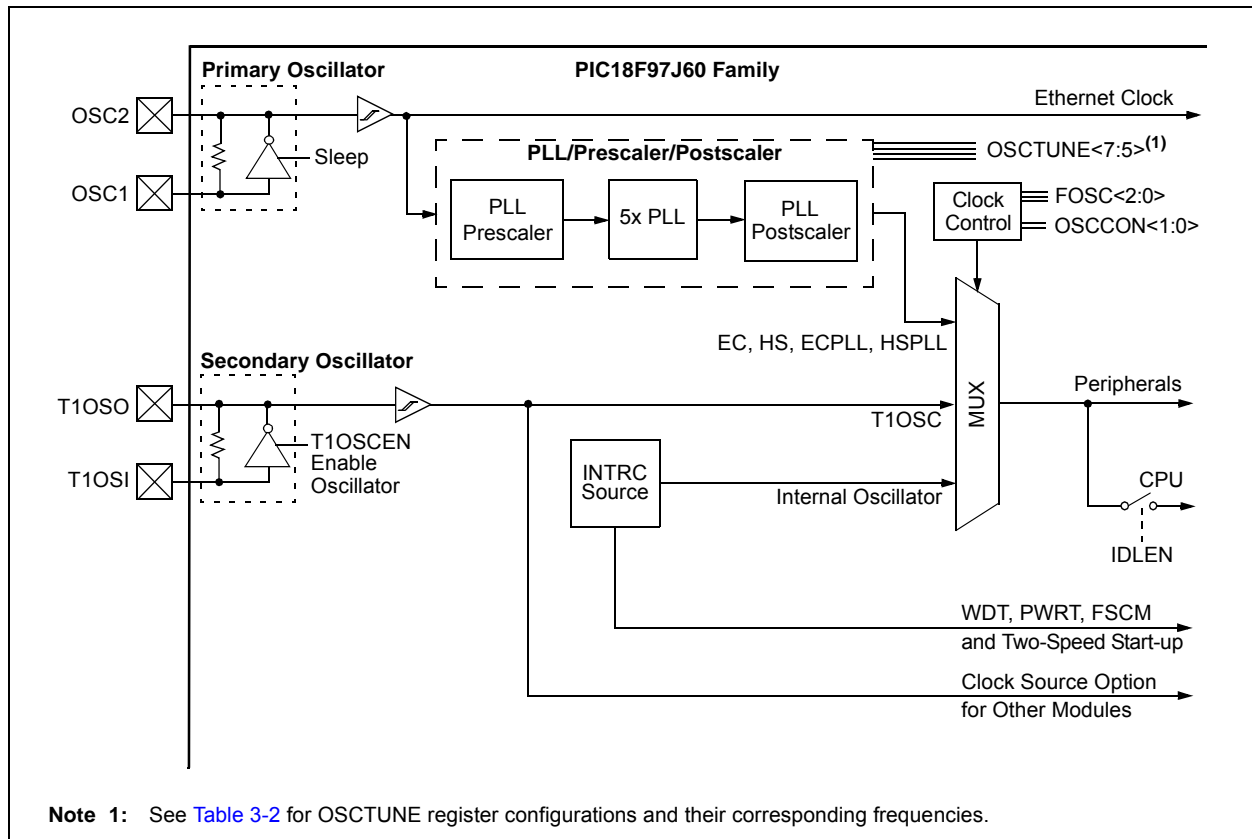 Primary Oscillator
PIC18F97J60 Family
OSC2
Ethernet Clock
Sleep
OSC1
PLL/Prescaler/Postscaler
OSCTUNE<7:5>(1)
PLL
Prescaler
5x PLL
PLL
Postscaler
Clock
Control
FOSC<2:0>
OSCCON<1:0>
EC, HS, ECPLL, HSPLL
Secondary Oscillator
T1OSO
T1OSC
MUX
Peripherals
T1OSCEN
Enable
Oscillator
T1OSI
INTRC
Source
Internal Oscillator
CPU
IDLEN
WDT, PWRT, FSCM
and Two-Speed Start-up
Clock Source Option
for Other Modules
Note 1: See Table 3-2 for OSCTUNE register configurations and their corresponding frequencies.